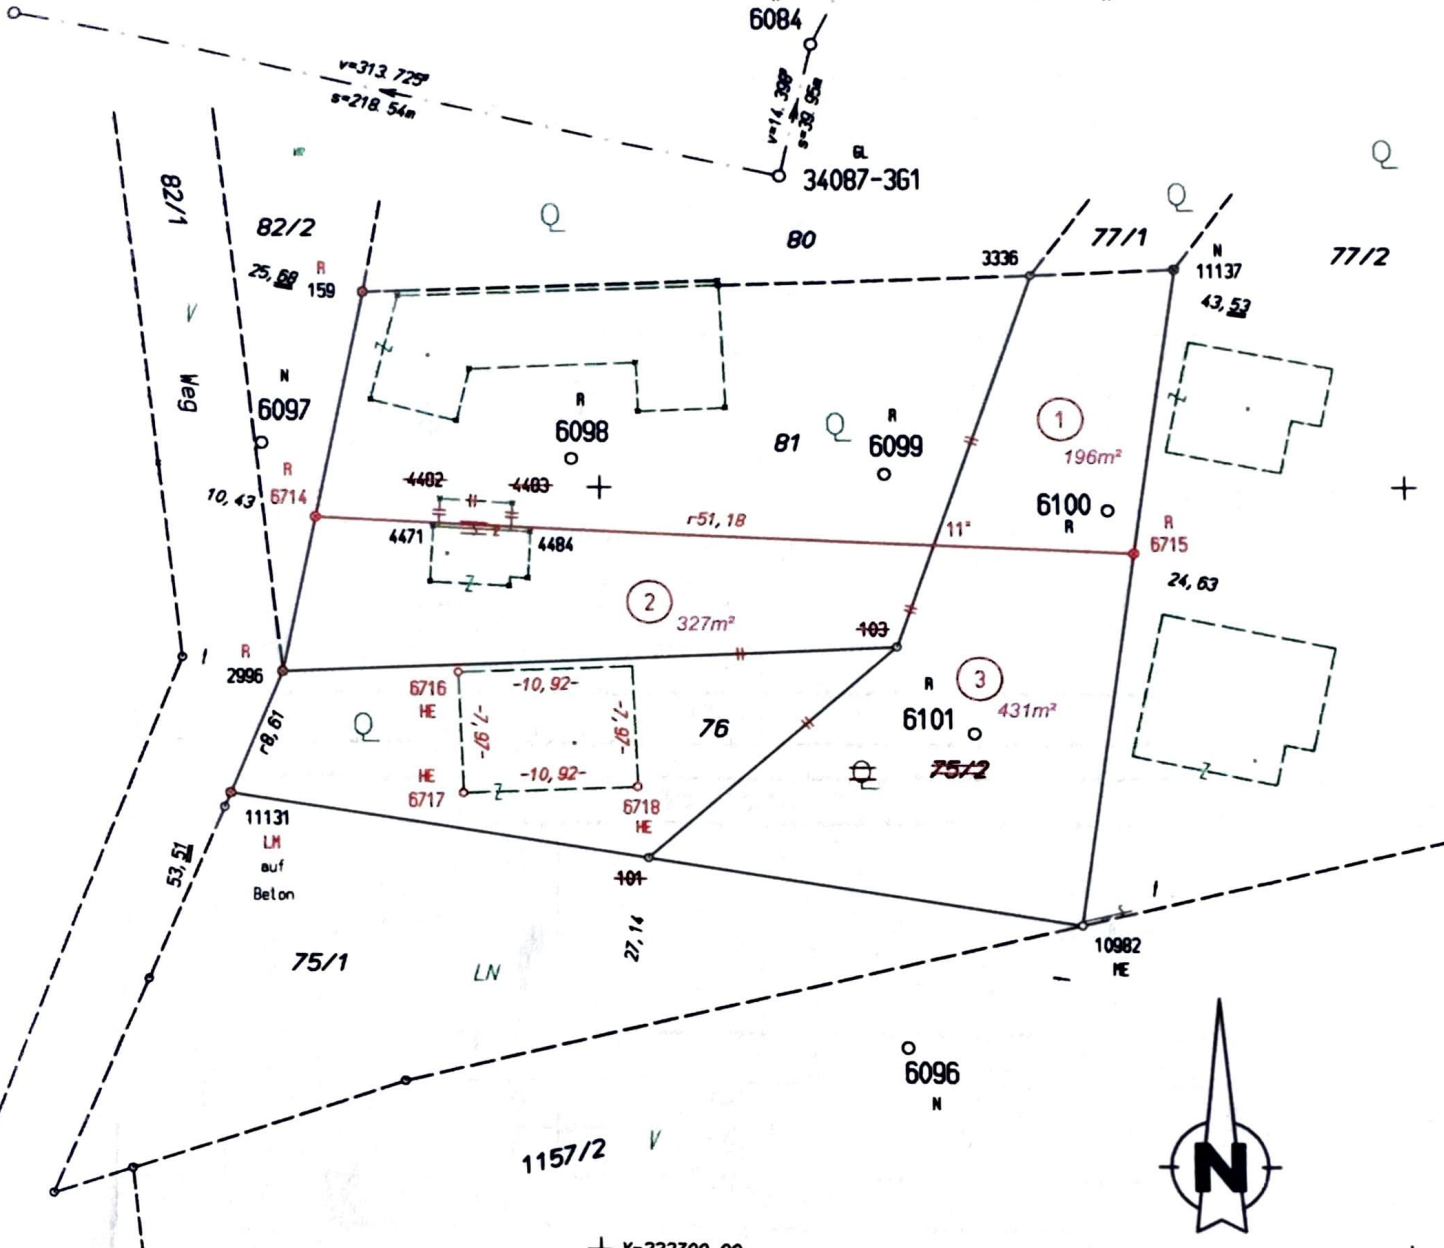 6084
v=313.725g
s=218.54m
v=14.398g
s=39.95m
GL
34087-361
Q
Q
Q
82/1
82/2
80
77/1
77/2
3336
N
11137
43,53
25,68
R
159
V
Weg
N
6097
R
6098
81
Q
R
6099
1
196m²
6100
R
R
6714
10,43
4402
4403
r51,18
11"
R
6715
4471
4484
Z
24,63
2
327m²
103
R
2996
6716
HE
-10,92-
-7,97-
-7,97-
76
R
6101
3
431m²
Q
r8,61
Q
75/2
HE
6717
-10,92-
Z
6718
HE
Z
11131
LM
auf
Beton
53,51
101
27,14
75/1
LN
10982
ME
6096
N
1157/2
V
N